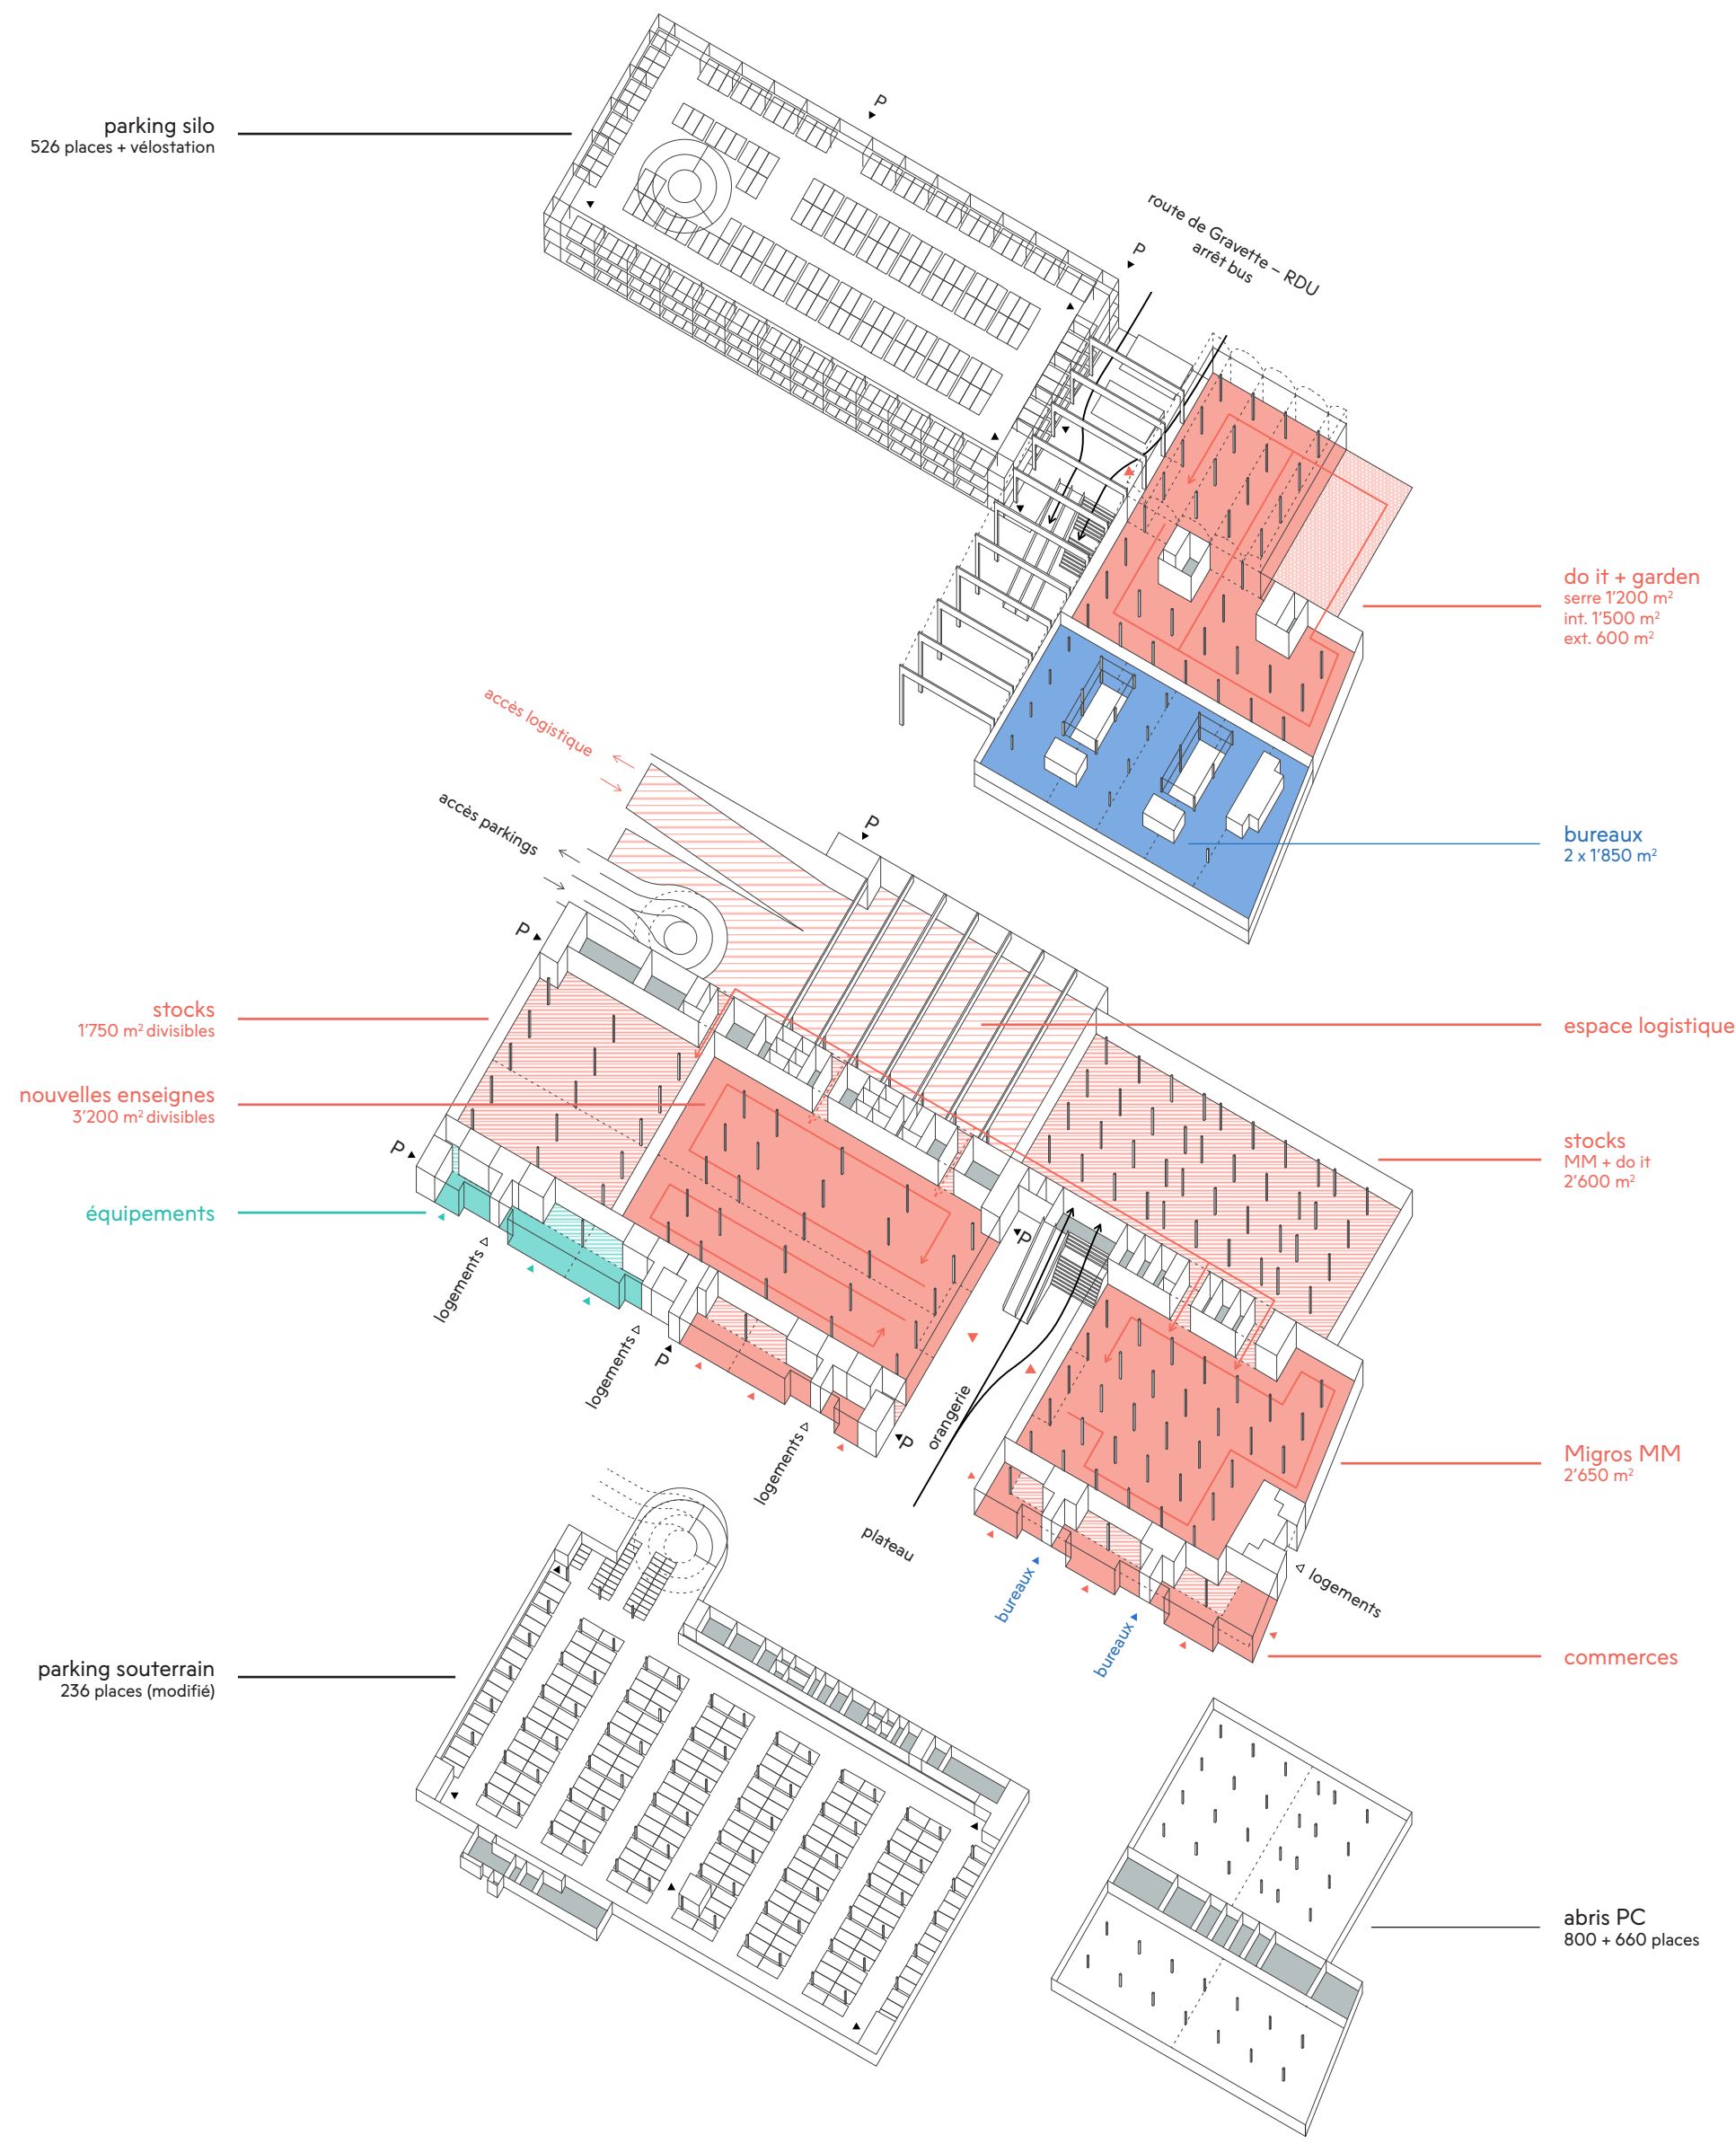 parking silo
526 places + vélostation
P
P
route de Gravette – RDU
arrêt bus
do it + garden
serre 1'200 m²
int. 1'500 m²
ext. 600 m²
bureaux
2 x 1'850 m²
accès logistique
accès parkings
P
P
stocks
1'750 m² divisibles
espace logistique
nouvelles enseignes
3'200 m² divisibles
stocks
MM + do it
2'600 m²
P
équipements
P
logements
logements
P
logements
P
orangerie
plateau
Migros MM
2'650 m²
bureaux
bureaux
logements
commerces
parking souterrain
236 places (modifié)
abris PC
800 + 660 places